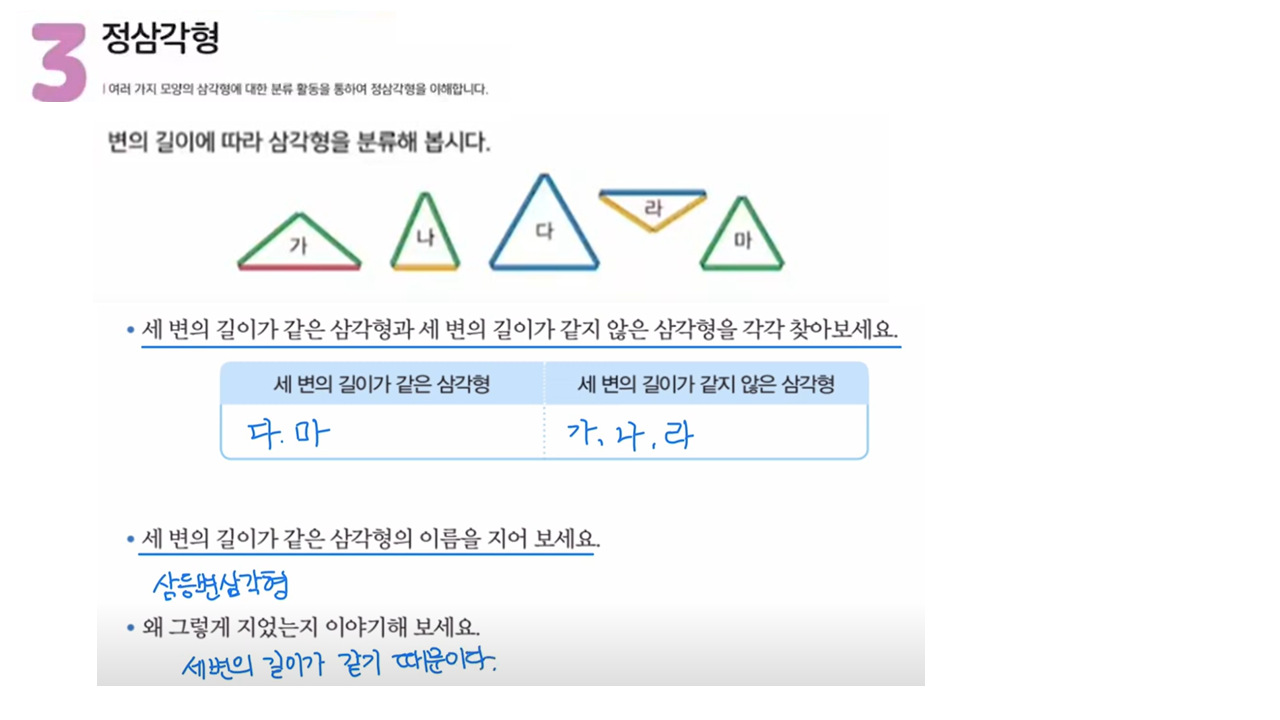 3 정삼각형
여러 가지 모양의 삼각형에 대한 분류 활동을 통하여 정삼각형을 이해합니다.
변의 길이에 따라 삼각형을 분류해 봅시다.
가 나 다 라 마
• 세 변의 길이가 같은 삼각형과 세 변의 길이가 같지 않은 삼각형을 각각 찾아보세요.
세 변의 길이가 같은 삼각형 세 변의 길이가 같지 않은 삼각형
다. 마 가, 나, 라
• 세 변의 길이가 같은 삼각형의 이름을 지어 보세요.
삼등변삼각형
• 왜 그렇게 지었는지 이야기해 보세요.
세변의 길이가 같기 때문이다.